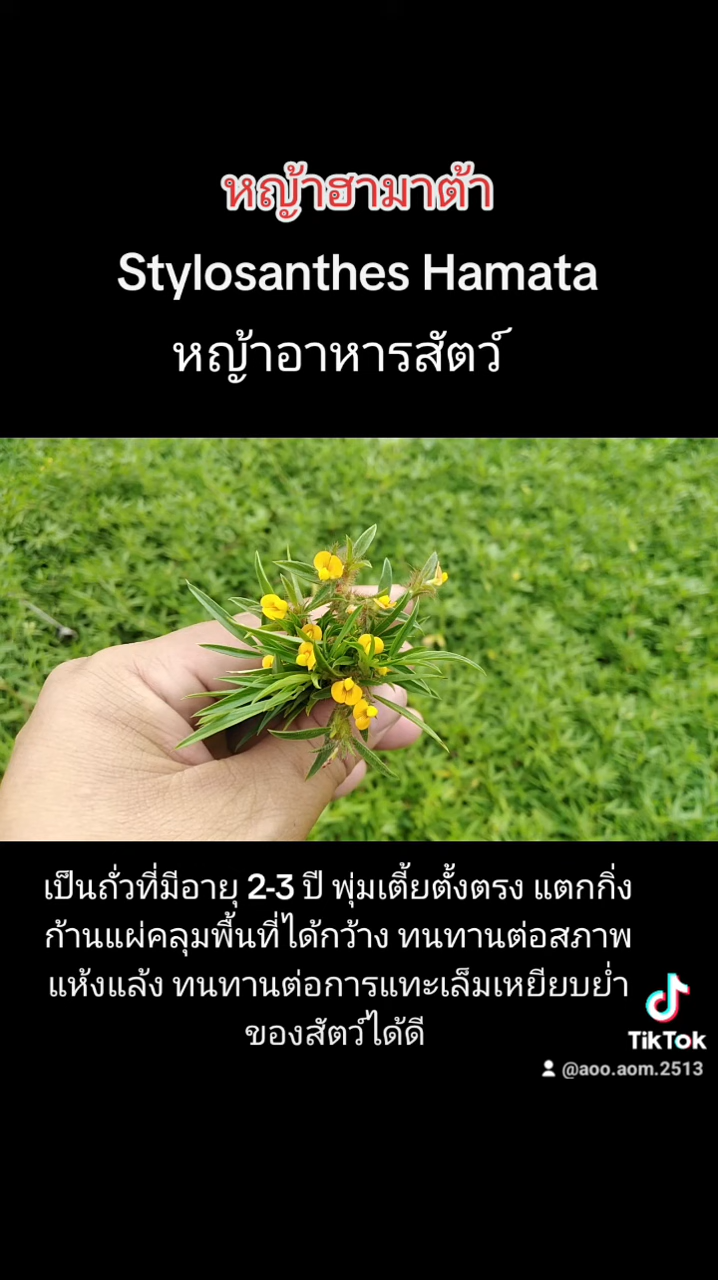 หญ้าฮามาต้า
Stylosanthes Hamata
หญ้าอาหารสัตว์
เป็นถั่วที่มีอายุ 2-3 ปี พุ่มเตี้ยตั้งตรง แตกกิ่ง
ก้านแผ่คลุมพื้นที่ได้กว้าง ทนทานต่อสภาพ
แห้งแล้ง ทนทานต่อการแทะเล็มเหยียบย่ำ
ของสัตว์ได้ดี
TikTok
@aoo.aom.2513